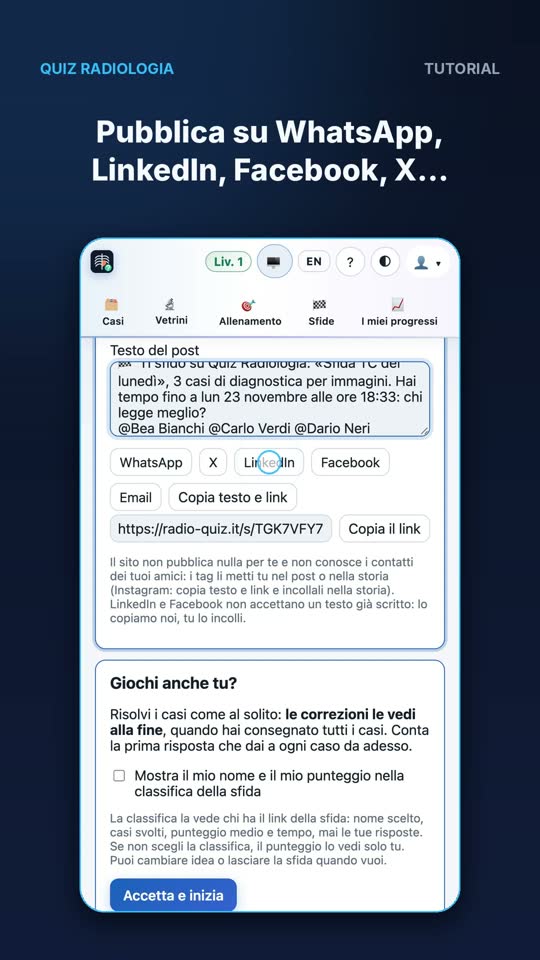 QUIZ RADIOLOGIA
TUTORIAL
Pubblica su WhatsApp,
LinkedIn, Facebook, X...
Liv. 1
EN
?
Casi
Vetrini
Allenamento
Sfide
I miei progressi
Testo del post
Ti sfido su Quiz Radiologia: «Sfida TC del
lunedì», 3 casi di diagnostica per immagini. Hai
tempo fino a lun 23 novembre alle ore 18:33: chi
legge meglio?
@Bea Bianchi @Carlo Verdi @Dario Neri
WhatsApp
X
LinkedIn
Facebook
Email
Copia testo e link
https://radio-quiz.it/s/TGK7VFY7
Copia il link
Il sito non pubblica nulla per te e non conosce i contatti
dei tuoi amici: i tag li metti tu nel post o nella storia
(Instagram: copia testo e link e incollali nella storia).
LinkedIn e Facebook non accettano un testo già scritto: lo
copiamo noi, tu lo incolli.
Giochi anche tu?
Risolvi i casi come al solito: le correzioni le vedi
alla fine, quando hai consegnato tutti i casi. Conta
la prima risposta che dai a ogni caso da adesso.
Mostra il mio nome e il mio punteggio nella
classifica della sfida
La classifica la vede chi ha il link della sfida: nome scelto,
casi svolti, punteggio medio e tempo, mai le tue risposte.
Se non scegli la classifica, il punteggio lo vedi solo tu.
Puoi cambiare idea o lasciare la sfida quando vuoi.
Accetta e inizia